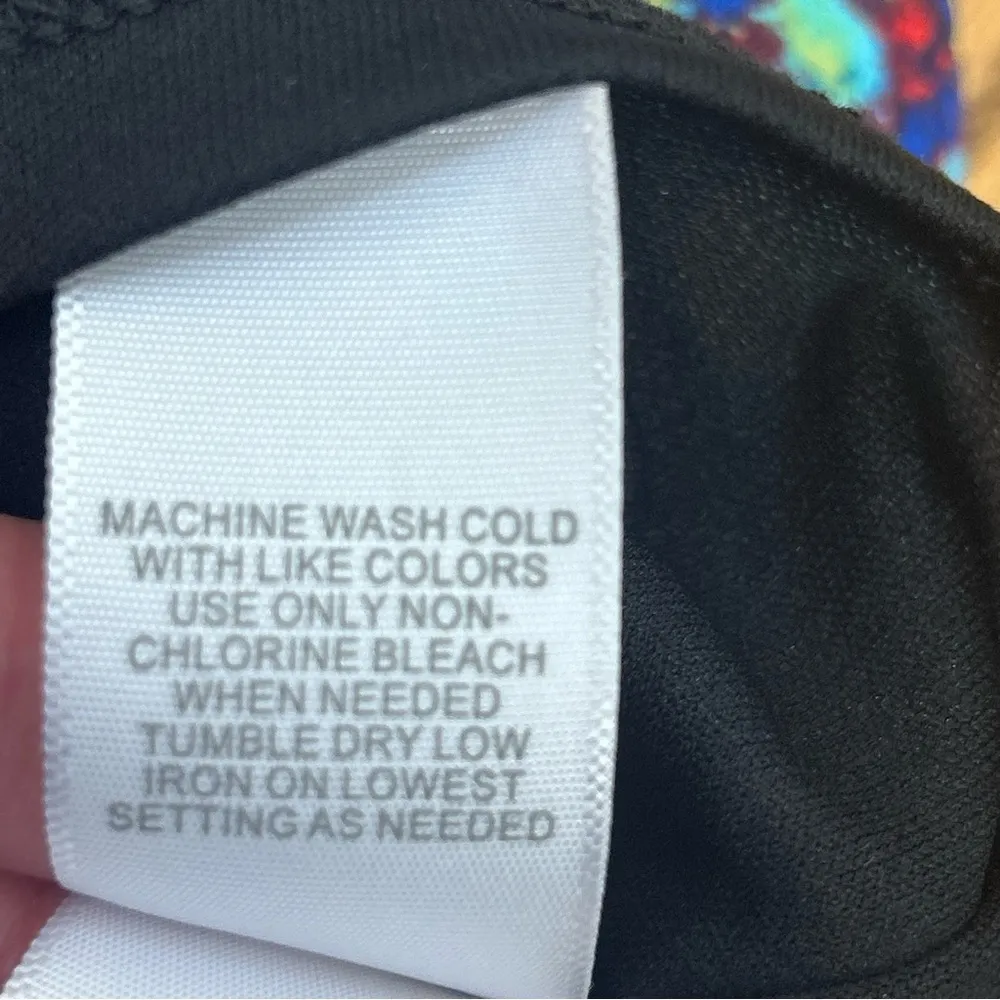 MACHINE WASH COLD
WITH LIKE COLORS
USE ONLY NON-
CHLORINE BLEACH
WHEN NEEDED
TUMBLE DRY LOW
IRON ON LOWEST
SETTING AS NEEDED